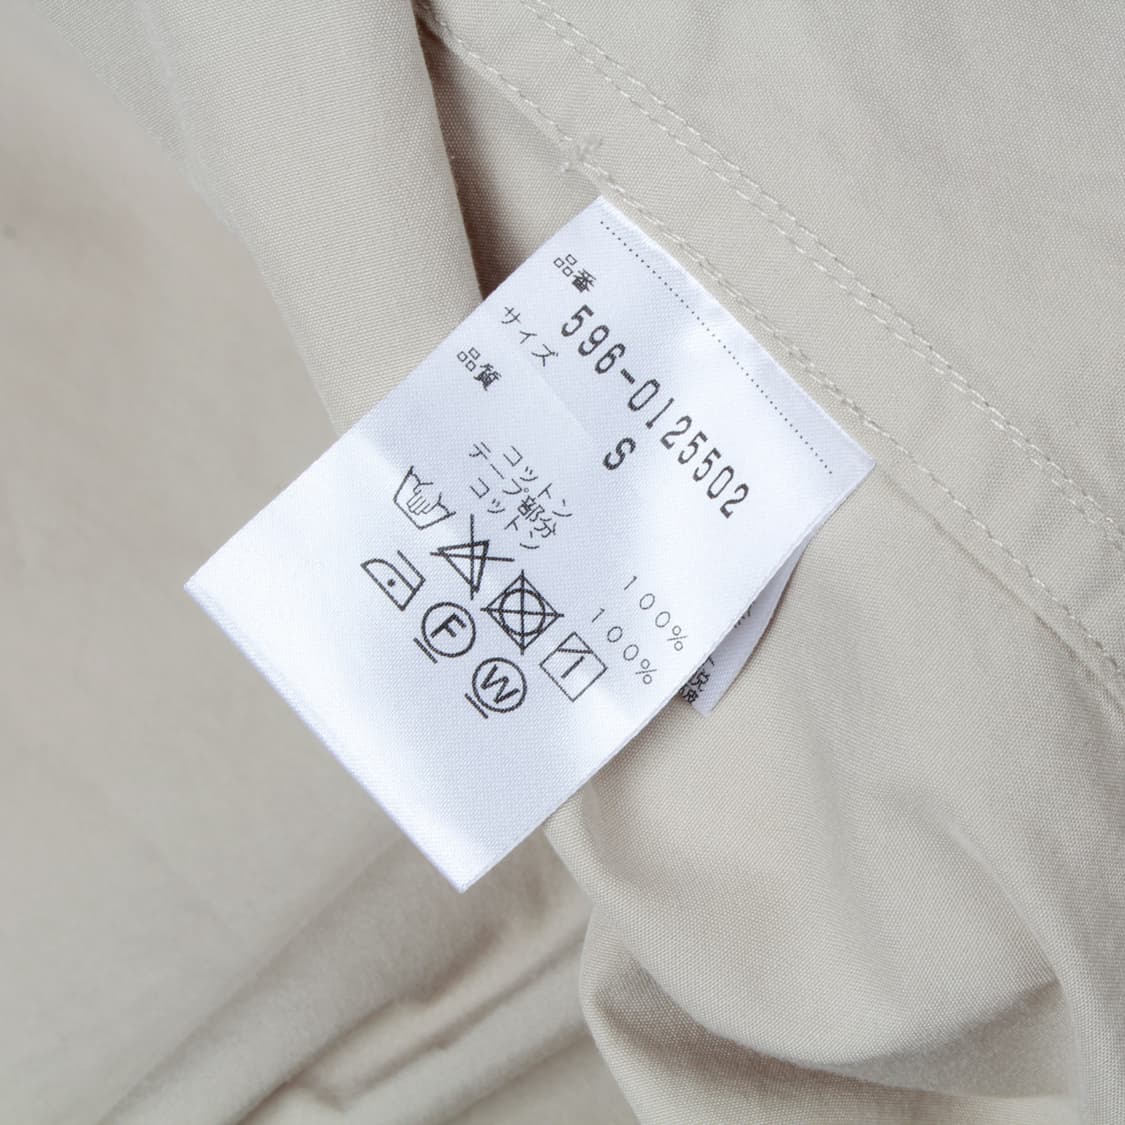 品番 596-0125502
サイズ S
品質
コットン 100%
テープ部分
コットン 100%
F
W